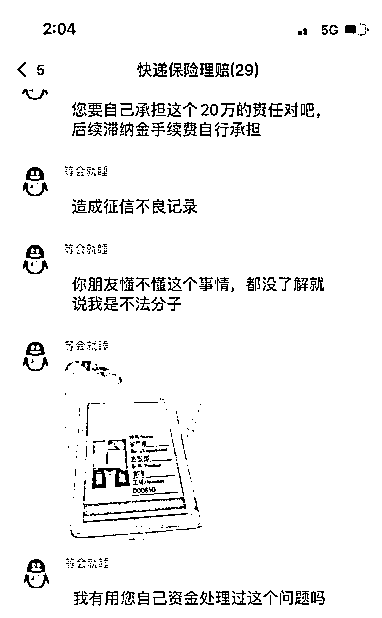 2:04
5G
5
快递保险理赔(29)
您要自己承担这个20万的责任对吧，
后续滞纳金手续费自行承担
等会就睡
造成征信不良记录
等会就睡
你朋友懂不懂这个事情，都没了解就
说我是不法分子
等会就睡
等会就睡
我有用您自己资金处理过这个问题吗